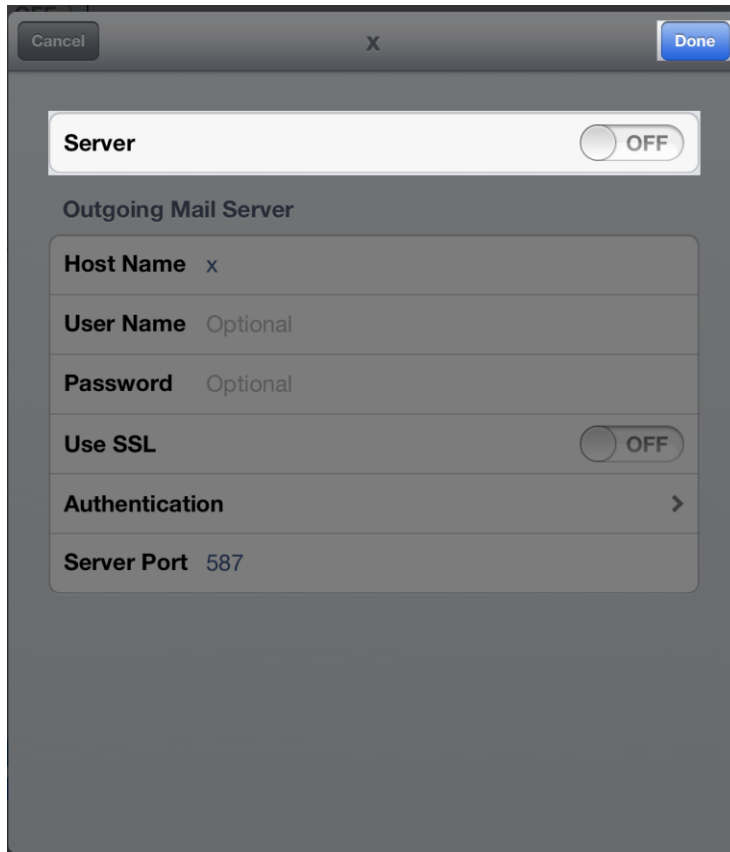 OFF
Cancel x Done
Server OFF
Outgoing Mail Server
Host Name x
User Name Optional
Password Optional
Use SSL OFF
Authentication
Server Port 587